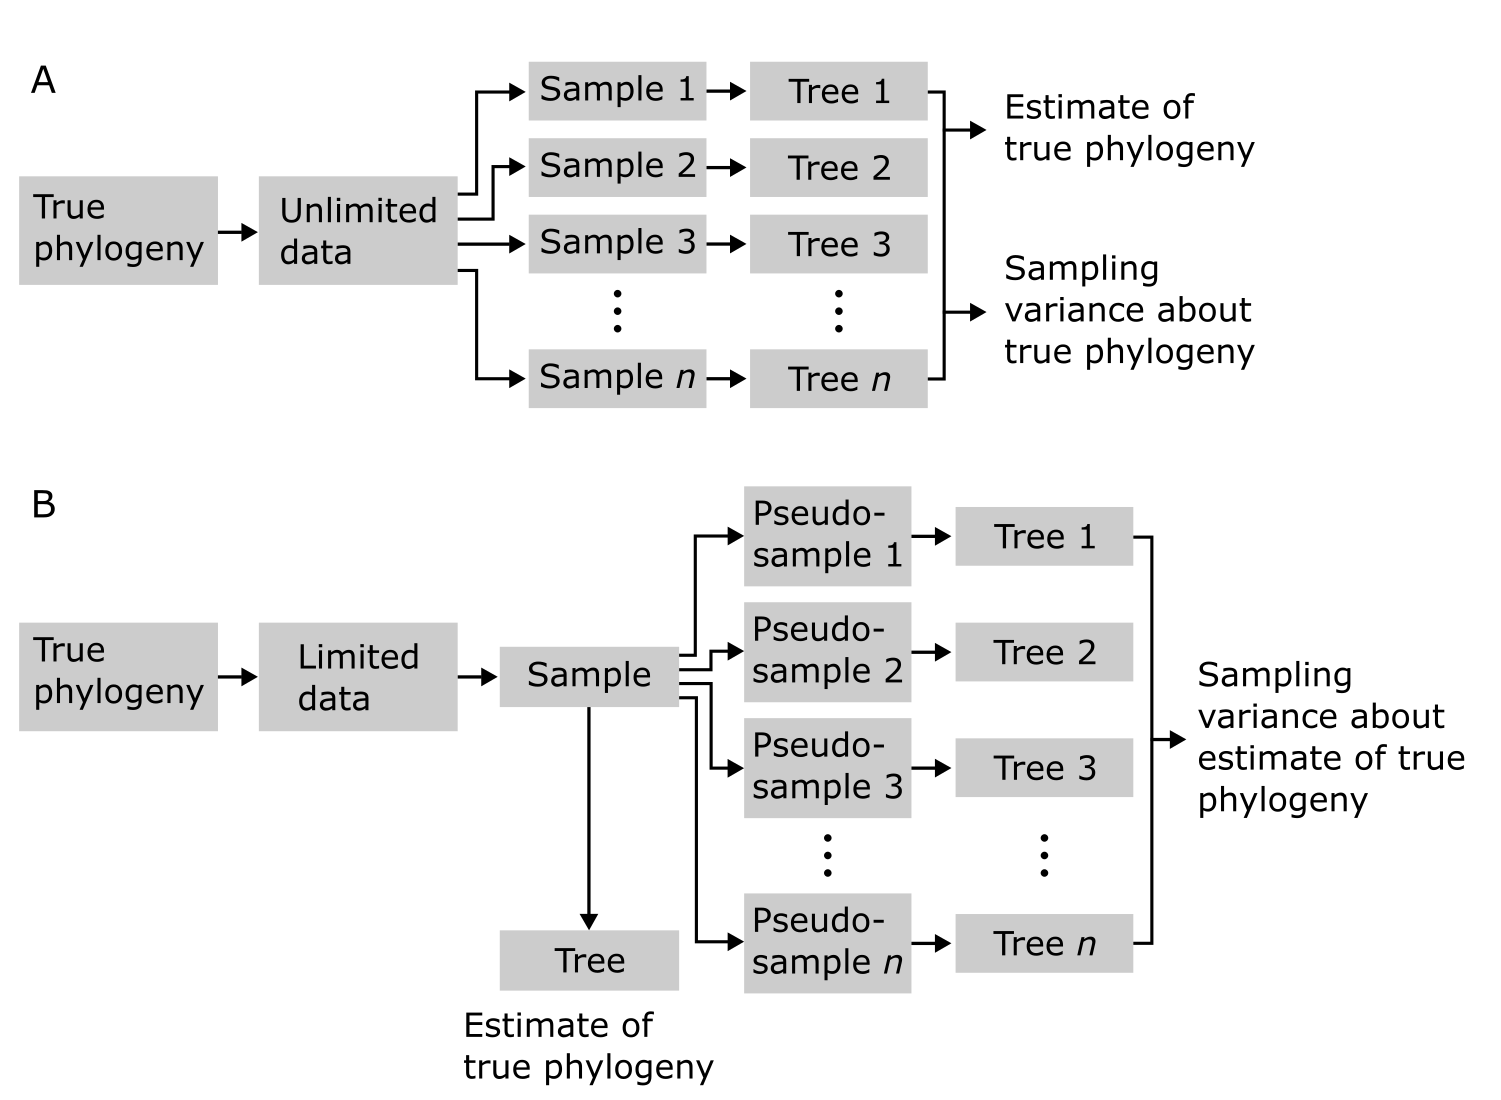 A
True
phylogeny
Unlimited
data
Sample 1
Tree 1
Sample 2
Tree 2
Sample 3
Tree 3
Sample n
Tree n
Estimate of
true phylogeny
Sampling
variance about
true phylogeny
B
True
phylogeny
Limited
data
Sample
Tree
Estimate of
true phylogeny
Pseudo-
sample 1
Tree 1
Pseudo-
sample 2
Tree 2
Pseudo-
sample 3
Tree 3
Pseudo-
sample n
Tree n
Sampling
variance about
estimate of true
phylogeny